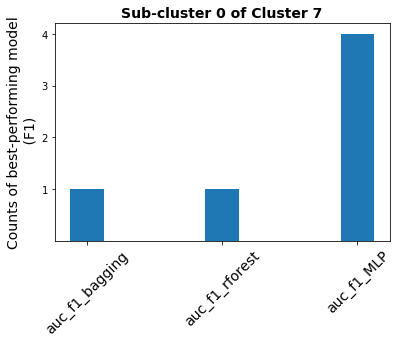 Sub-cluster 0 of Cluster 7
Counts of best-performing model
(F1)
4
3
2
1
auc_f1_bagging
auc_f1_rforest
auc_f1_MLP